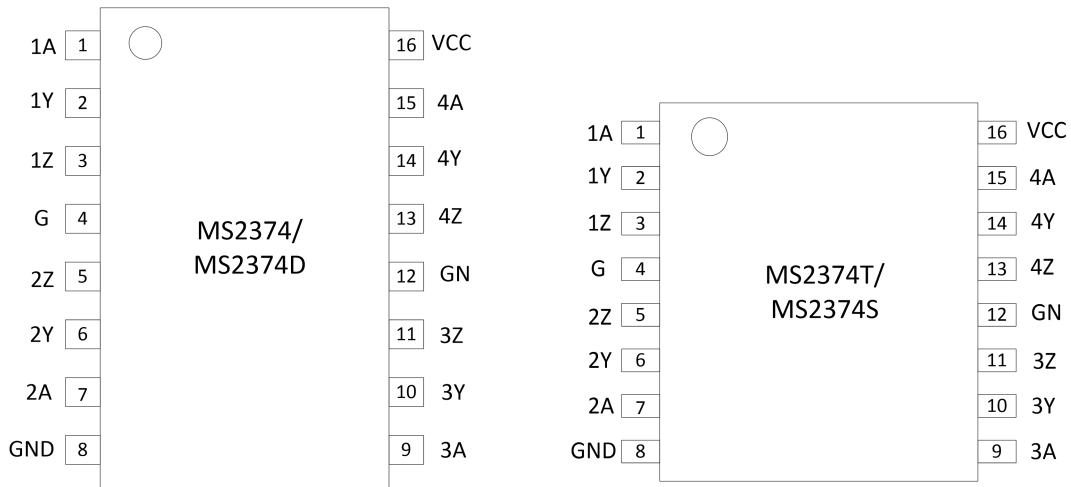 1A 1 16 VCC
1Y 2 15 4A
1Z 3 14 4Y
G 4 13 4Z
MS2374/
MS2374D
2Z 5 12 GN
2Y 6 11 3Z
2A 7 10 3Y
GND 8 9 3A
1A 1 16 VCC
1Y 2 15 4A
1Z 3 14 4Y
G 4 13 4Z
MS2374T/
MS2374S
2Z 5 12 GN
2Y 6 11 3Z
2A 7 10 3Y
GND 8 9 3A